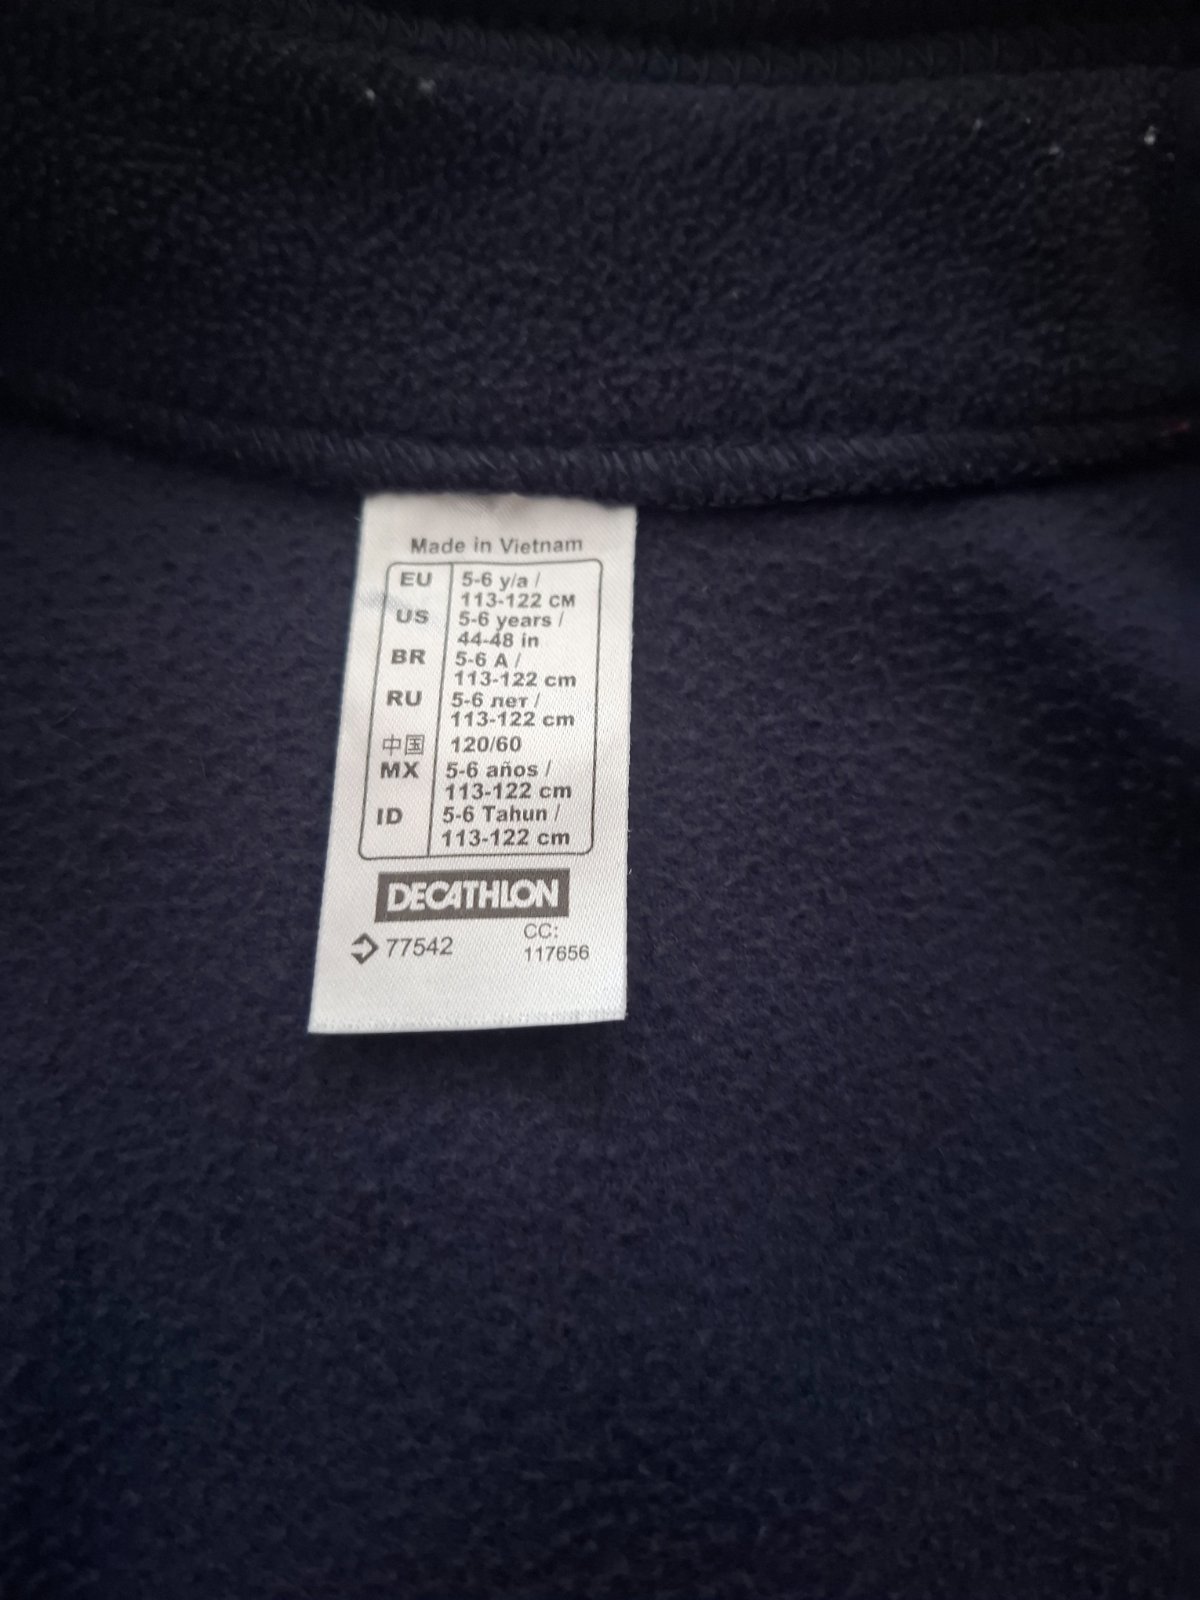 Made in Vietnam
EU 5-6 y/a /
113-122 CM
US 5-6 years /
44-48 in
BR 5-6 A /
113-122 cm
RU 5-6 лет /
113-122 cm
中国 120/60
MX 5-6 años /
113-122 cm
ID 5-6 Tahun /
113-122 cm
DECATHLON
77542
CC:
117656